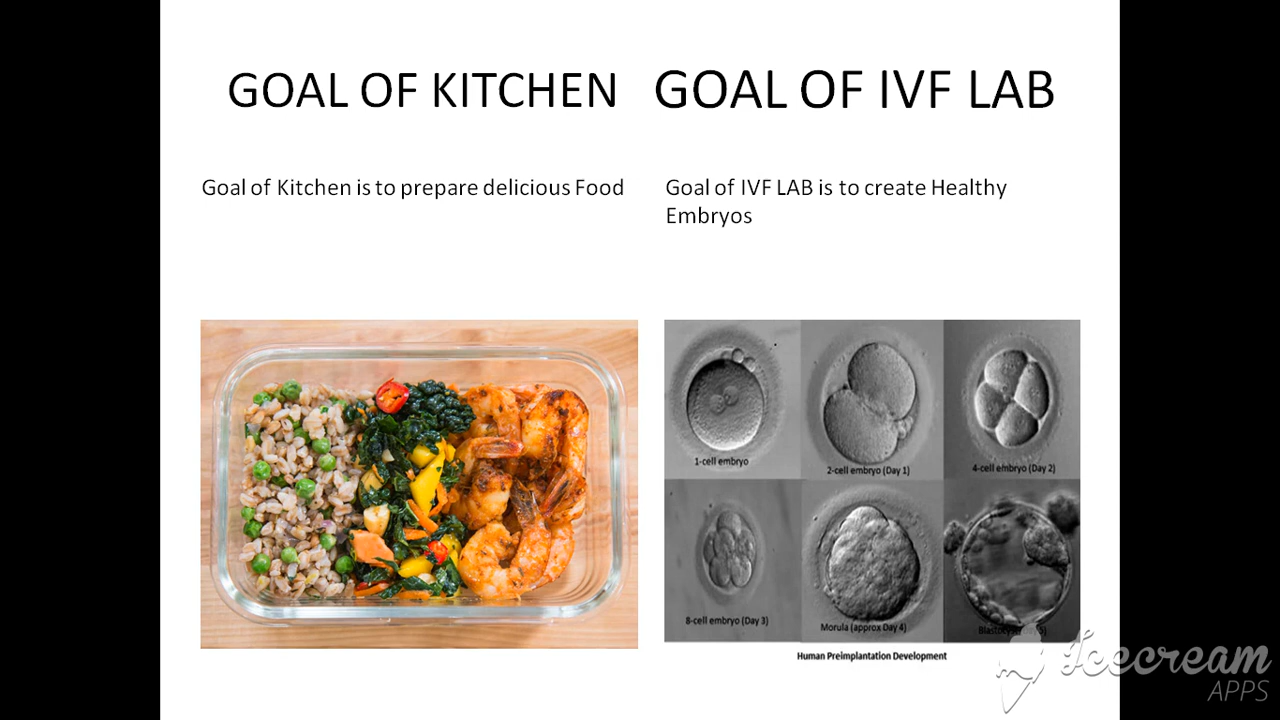 GOAL OF KITCHEN
GOAL OF IVF LAB
Goal of Kitchen is to prepare delicious Food
Goal of IVF LAB is to create Healthy
Embryos
1-cell embryo
2-cell embryo (Day 1)
4-cell embryo (Day 2)
8-cell embryo (Day 3)
Morula (approx Day 4)
Human Preimplantation Development
Icecream
APPS